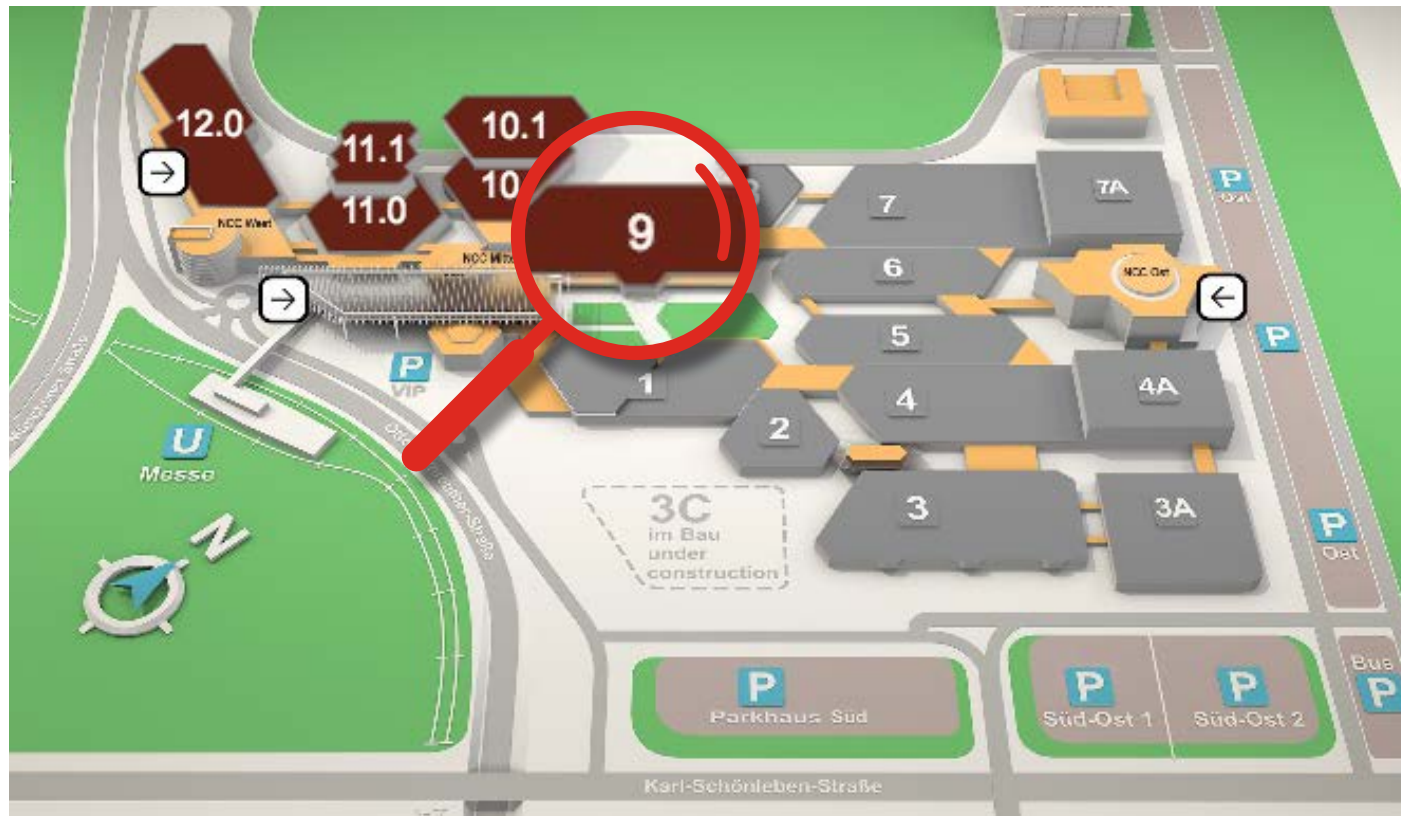 12.0
11.1
10.1
11.0
10
9
7
7A
P
NCC West
NCC Mitte
6
NCC Ost
5
P
1
P
VIP
4
4A
2
U
Messe
3C
im Bau
under
construction
3
3A
P
Ost
N
P
Parkhaus Süd
P
Süd-Ost 1
P
Süd-Ost 2
Bus
P
Karl-Schönleben-Straße